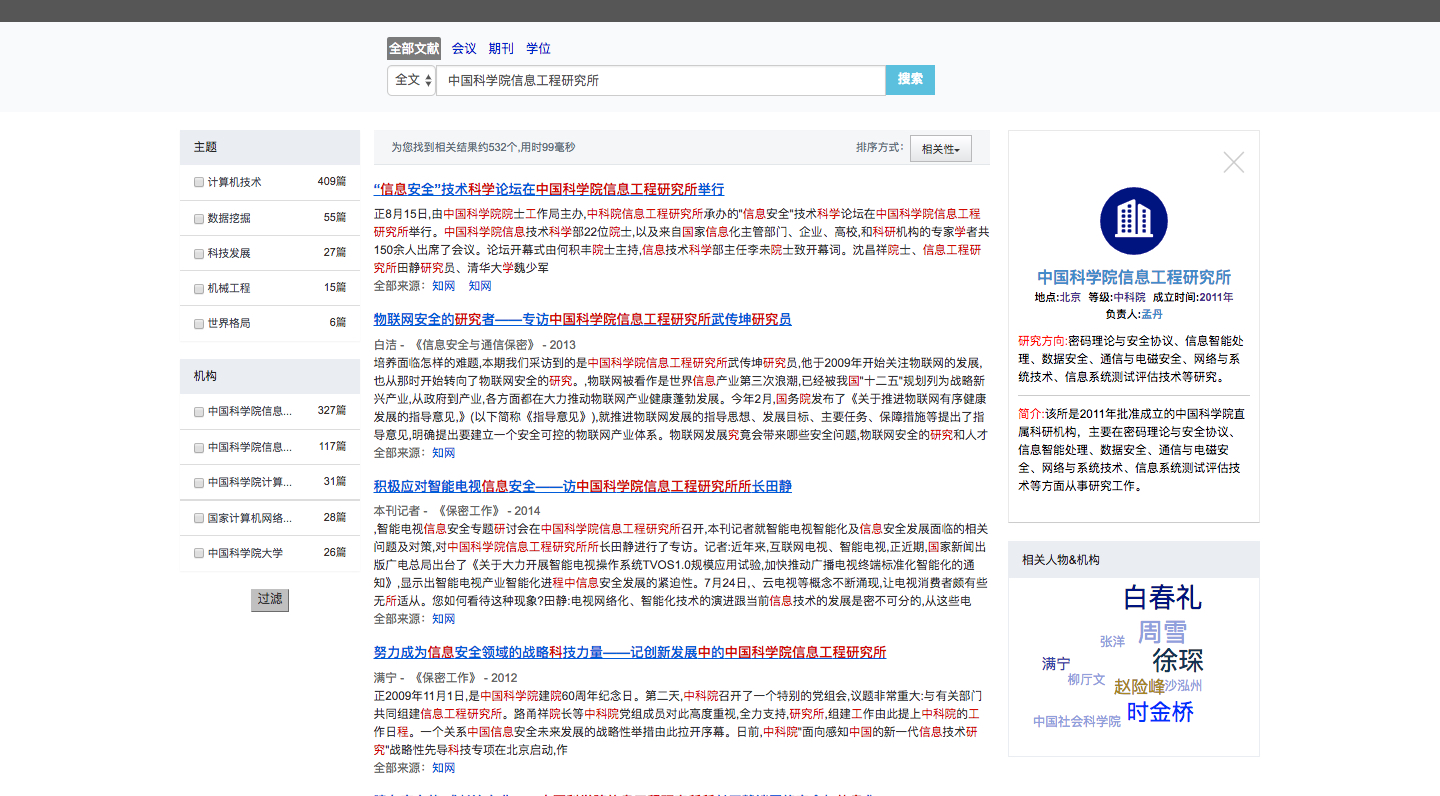 全部文献 会议 期刊 学位
全文 中国科学院信息工程研究所 搜索
主题
计算机技术 409篇
数据挖掘 55篇
科技发展 27篇
机械工程 15篇
世界格局 6篇
机构
中国科学院信息... 327篇
中国科学院信息... 117篇
中国科学院计算... 31篇
国家计算机网络... 28篇
中国科学院大学 26篇
过滤
为您找到相关结果约532个,用时99毫秒 排序方式: 相关性
“信息安全”技术科学论坛在中国科学院信息工程研究所举行
正8月15日,由中国科学院院士工作局主办,中科院信息工程研究所承办的"信息安全"技术科学论坛在中国科学院信息工程
研究所举行。中国科学院信息技术科学部22位院士,以及来自国家信息化主管部门、企业、高校,和科研机构的专家学者共
150余人出席了会议。论坛开幕式由何积丰院士主持,信息技术科学部主任李未院士致开幕词。沈昌祥院士、信息工程研
究所田静研究员、清华大学魏少军
全部来源：知网 知网
物联网安全的研究者——专访中国科学院信息工程研究所武传坤研究员
白洁 - 《信息安全与通信保密》 - 2013
培养面临怎样的难题,本期我们采访到的是中国科学院信息工程研究所武传坤研究员,他于2009年开始关注物联网的发展,
也从那时开始转向了物联网安全的研究。,物联网被看作是世界信息产业第三次浪潮,已经被我国"十二五"规划列为战略新
兴产业,从政府到产业,各方面都在大力推动物联网产业健康蓬勃发展。今年2月,国务院发布了《关于推进物联网有序健康
发展的指导意见,》(以下简称《指导意见》),就推进物联网发展的指导思想、发展目标、主要任务、保障措施等提出了指
导意见,明确提出要建立一个安全可控的物联网产业体系。物联网发展究竟会带来哪些安全问题,物联网安全的研究和人才
全部来源：知网
积极应对智能电视信息安全——访中国科学院信息工程研究所所长田静
本刊记者 - 《保密工作》 - 2014
,智能电视信息安全专题研讨会在中国科学院信息工程研究所召开,本刊记者就智能电视智能化及信息安全发展面临的相关
问题及对策,对中国科学院信息工程研究所所长田静进行了专访。记者:近年来,互联网电视、智能电视,正近期,国家新闻出
版广电总局出台了《关于大力开展智能电视操作系统TVOS1.0规模应用试验,加快推动广播电视终端标准化智能化的通
知》,显示出智能电视产业智能化进程中信息安全发展的紧迫性。7月24日,、云电视等概念不断涌现,让电视消费者颇有些
无所适从。您如何看待这种现象?田静:电视网络化、智能化技术的演进跟当前信息技术的发展是密不可分的,从这些电
全部来源：知网
努力成为信息安全领域的战略科技力量——记创新发展中的中国科学院信息工程研究所
满宁 - 《保密工作》 - 2012
正2009年11月1日,是中国科学院建院60周年纪念日。第二天,中科院召开了一个特别的党组会,议题非常重大:与有关部门
共同组建信息工程研究所。路甬祥院长等中科院党组成员对此高度重视,全力支持,研究所,组建工作由此提上中科院的工
作日程。一个关系中国信息安全未来发展的战略性举措由此拉开序幕。日前,中科院"面向感知中国的新一代信息技术研
究"战略性先导科技专项在北京启动,作
全部来源：知网
中国科学院信息工程研究所
地点:北京 等级:中科院 成立时间:2011年
负责人:孟丹
研究方向:密码理论与安全协议、信息智能处
理、数据安全、通信与电磁安全、网络与系
统技术、信息系统测试评估技术等研究。
简介:该所是2011年批准成立的中国科学院直
属科研机构，主要在密码理论与安全协议、
信息智能处理、数据安全、通信与电磁安
全、网络与系统技术、信息系统测试评估技
术等方面从事研究工作。
相关人物&机构
白春礼
张洋 周雪
满宁 徐琛
柳厅文 赵险峰 沙泓州
中国社会科学院 时金桥